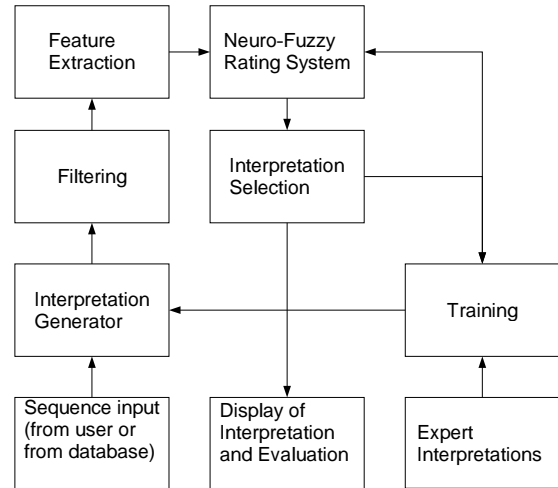 Feature
Extraction
Neuro-Fuzzy
Rating System
Filtering
Interpretation
Selection
Interpretation
Generator
Training
Sequence input
(from user or
from database)
Display of
Interpretation
and Evaluation
Expert
Interpretations